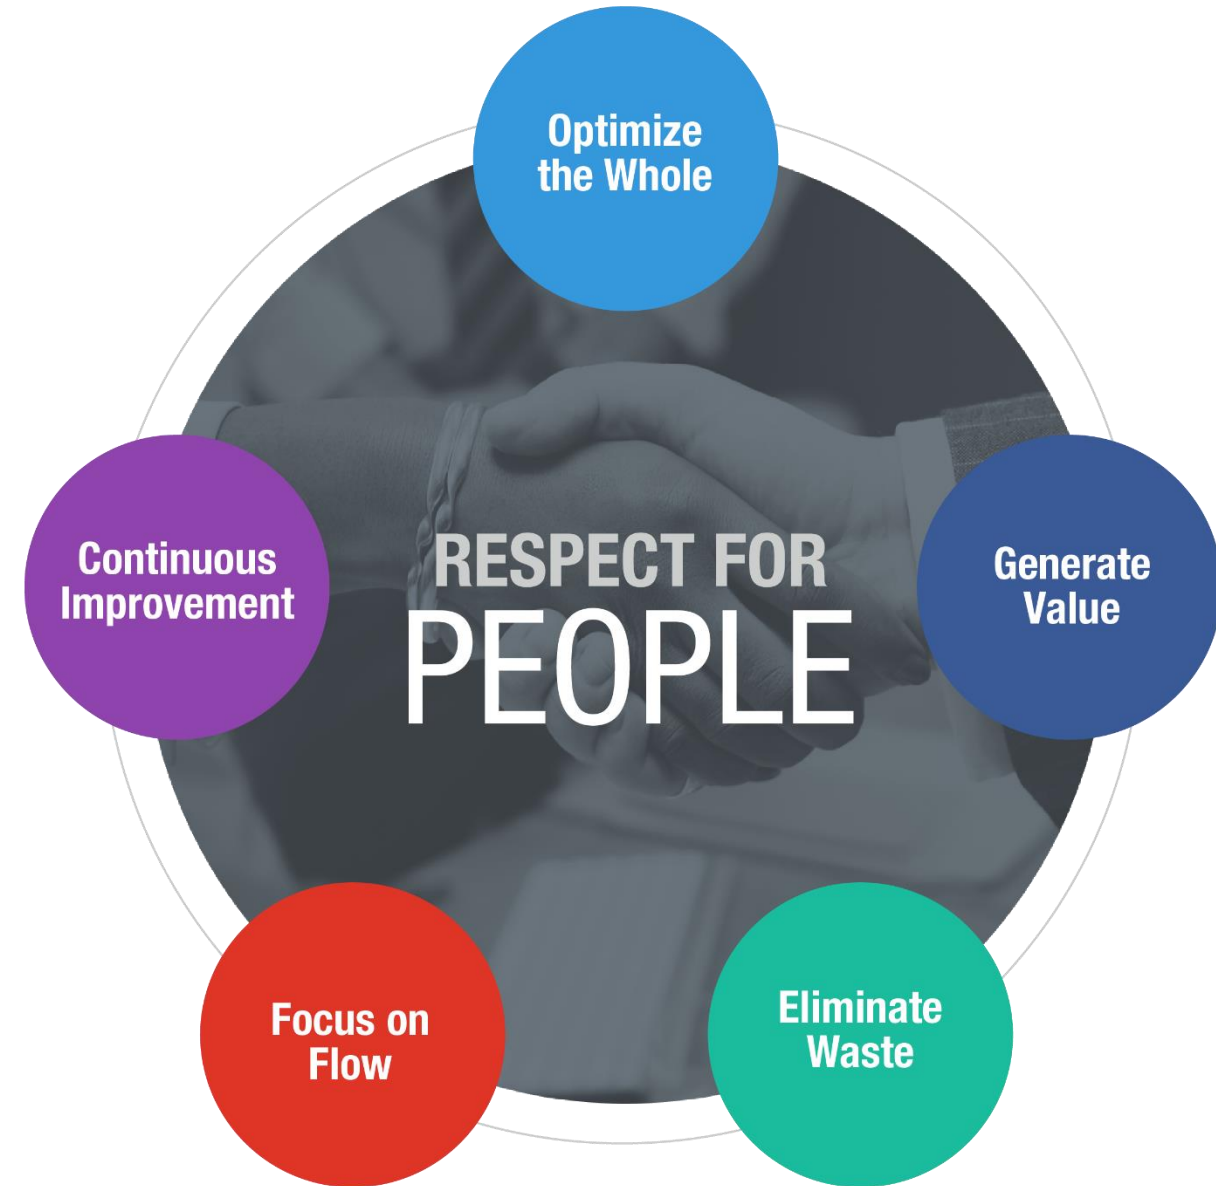 Optimize
the Whole
Generate
Value
Eliminate
Waste
Focus on
Flow
Continuous
Improvement
RESPECT FOR
PEOPLE